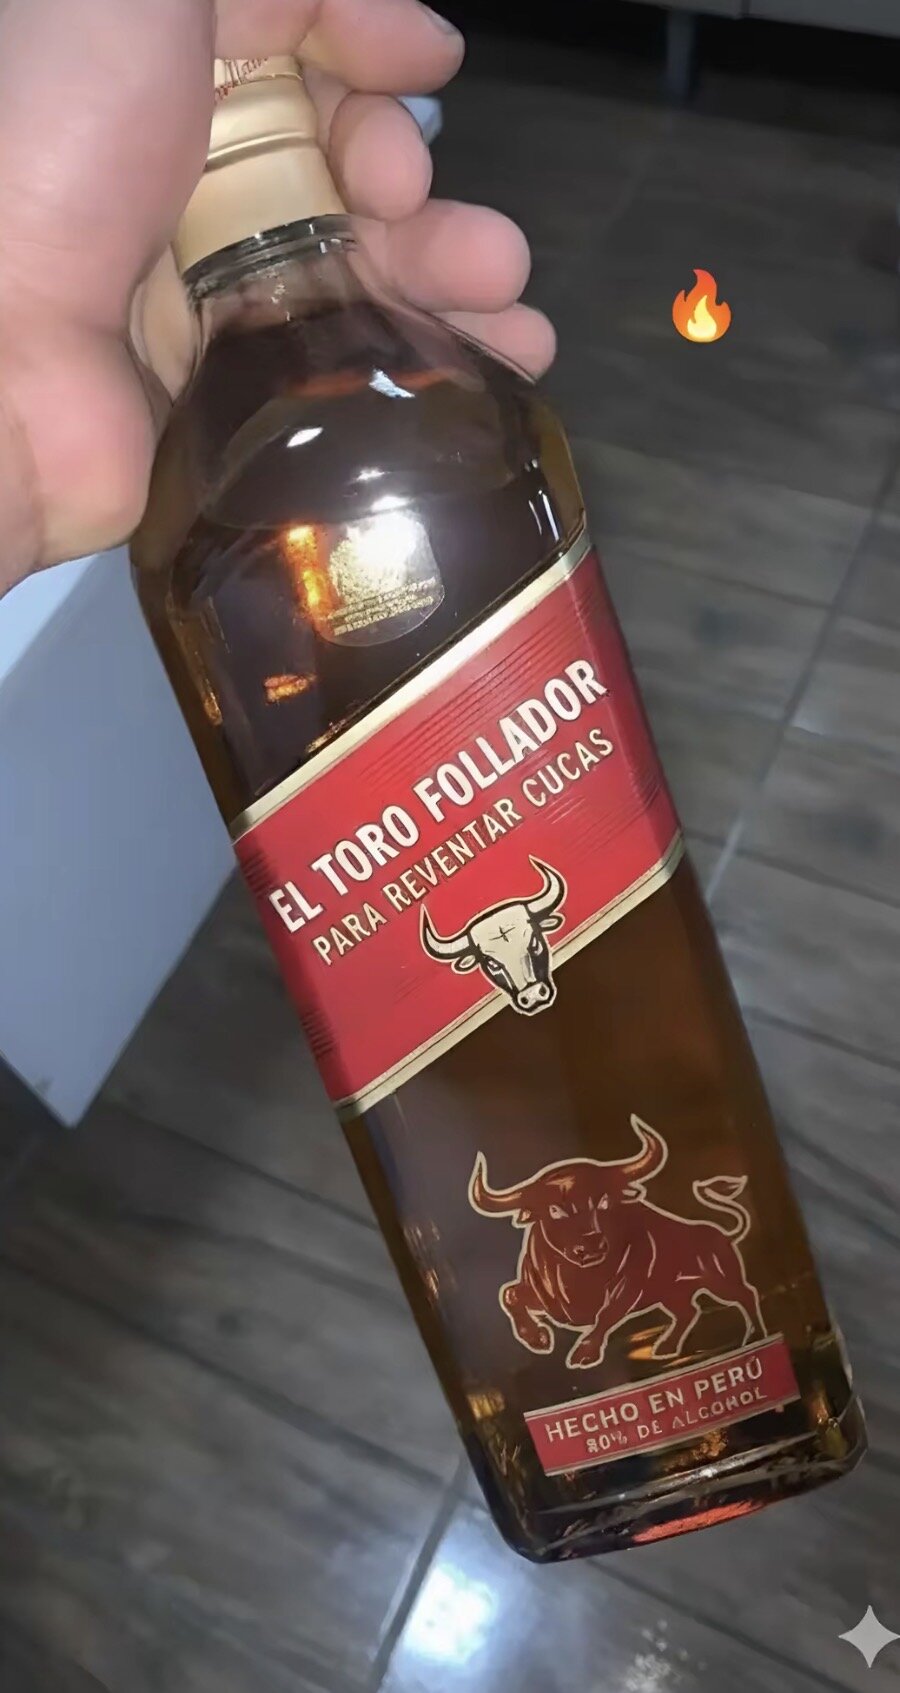 EL TORO FOLLADOR
PARA REVENTAR CUCAS
HECHO EN PERÚ
80% DE ALCOHOL